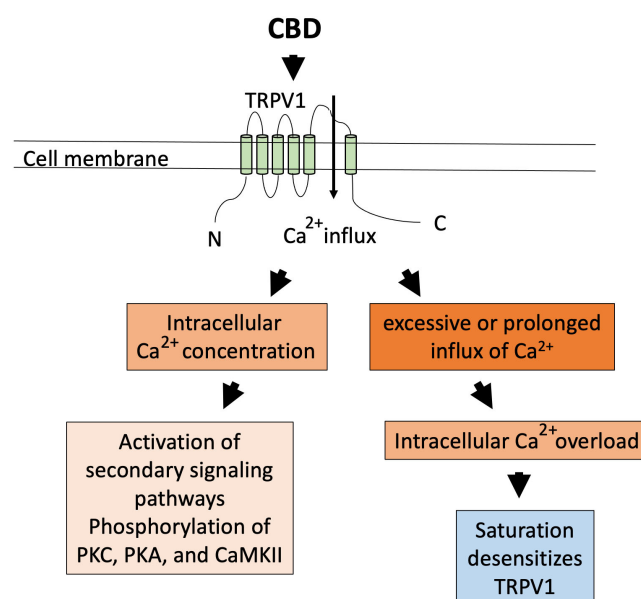 CBD
TRPV1
Cell membrane
N
Ca²⁺ influx
C
Intracellular
Ca²⁺ concentration
excessive or prolonged
influx of Ca²⁺
Activation of
secondary signaling
pathways
Phosphorylation of
PKC, PKA, and CaMKII
Intracellular Ca²⁺ overload
Saturation
desensitizes
TRPV1